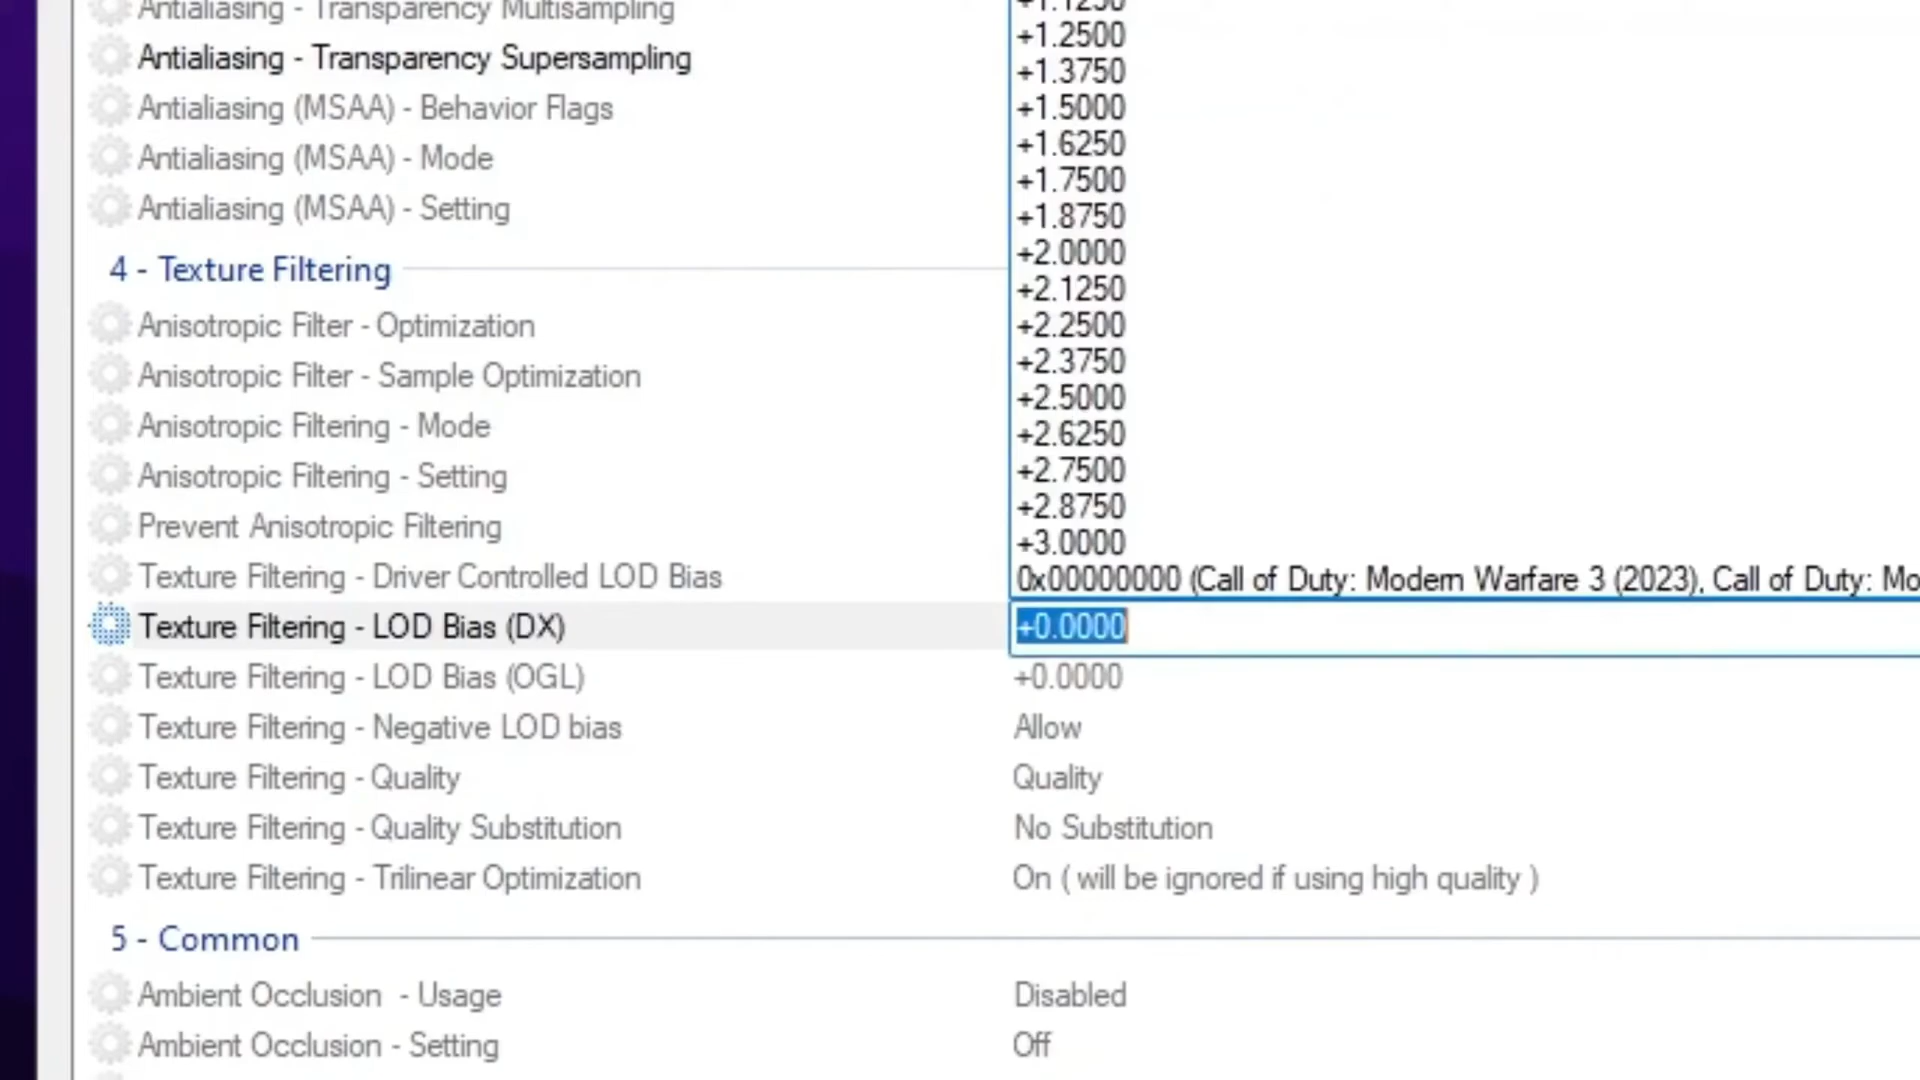 Antialiasing - Transparency Multisampling
+1.1250
+1.2500
Antialiasing - Transparency Supersampling
+1.3750
Antialiasing (MSAA) - Behavior Flags
+1.5000
+1.6250
Antialiasing (MSAA) - Mode
+1.7500
Antialiasing (MSAA) - Setting
+1.8750
+2.0000
4 - Texture Filtering
+2.1250
Anisotropic Filter - Optimization
+2.2500
+2.3750
Anisotropic Filter - Sample Optimization
+2.5000
Anisotropic Filtering - Mode
+2.6250
Anisotropic Filtering - Setting
+2.7500
+2.8750
Prevent Anisotropic Filtering
+3.0000
Texture Filtering - Driver Controlled LOD Bias
0x00000000 (Call of Duty: Modern Warfare 3 (2023), Call of Duty: Mo
Texture Filtering - LOD Bias (DX) +0.0000
Texture Filtering - LOD Bias (OGL) +0.0000
Texture Filtering - Negative LOD bias Allow
Texture Filtering - Quality Quality
Texture Filtering - Quality Substitution No Substitution
Texture Filtering - Trilinear Optimization On ( will be ignored if using high quality )
5 - Common
Ambient Occlusion - Usage Disabled
Ambient Occlusion - Setting Off